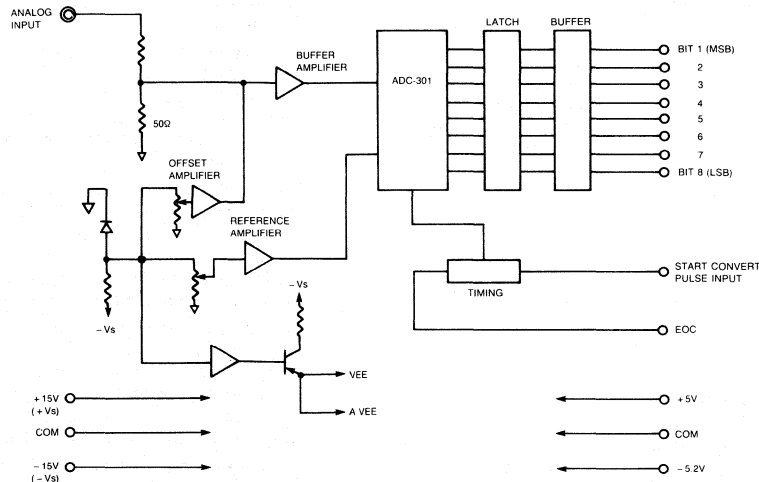 ANALOG
INPUT
50Ω
BUFFER
AMPLIFIER
ADC-301
LATCH
BUFFER
BIT 1 (MSB)
2
3
4
5
6
7
BIT 8 (LSB)
OFFSET
AMPLIFIER
REFERENCE
AMPLIFIER
– Vs
– Vs
TIMING
START CONVERT
PULSE INPUT
EOC
VEE
A VEE
+ 15V
( + Vs)
COM
– 15V
( – Vs)
+ 5V
COM
– 5.2V